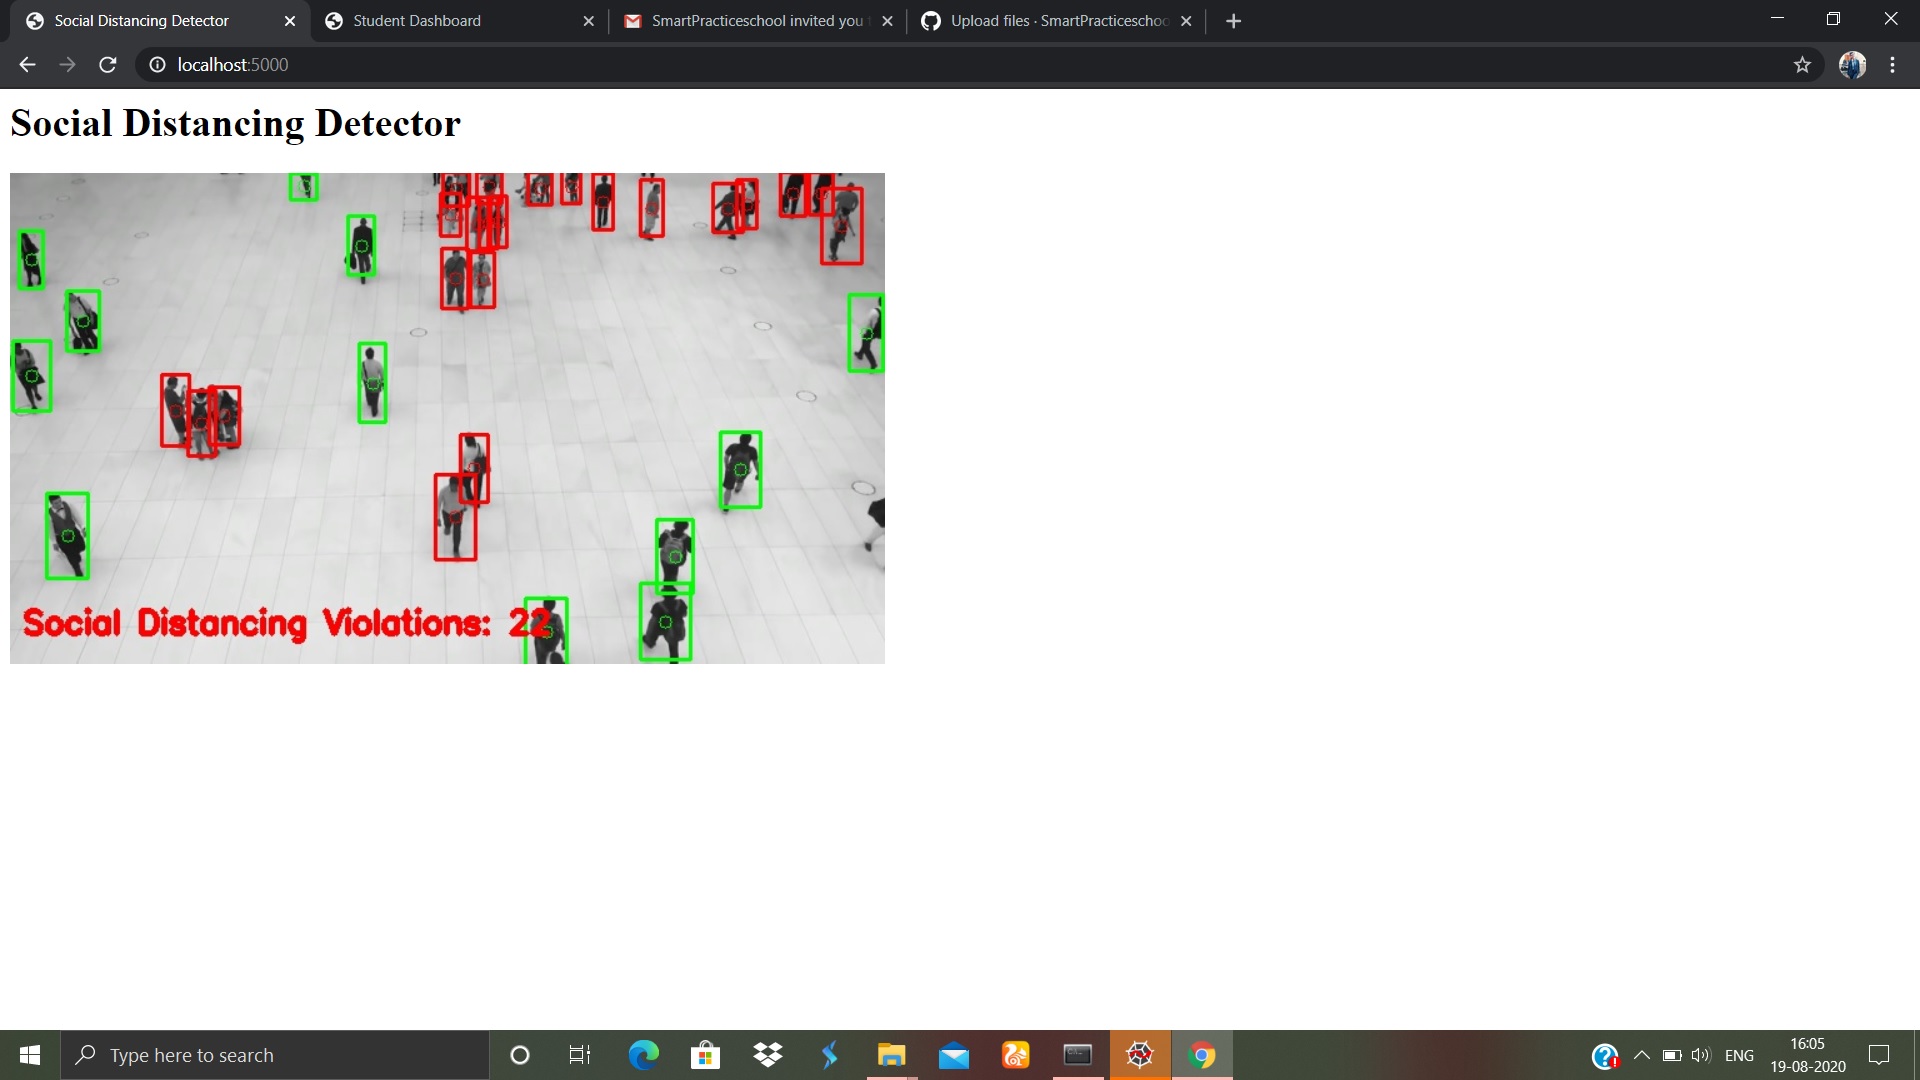 Social Distancing Detector
Student Dashboard
SmartPracticeschool invited you
Upload files · SmartPracticeschoo
localhost:5000
Social Distancing Detector
Social Distancing Violations: 22
Type here to search
ENG
16:05
19-08-2020